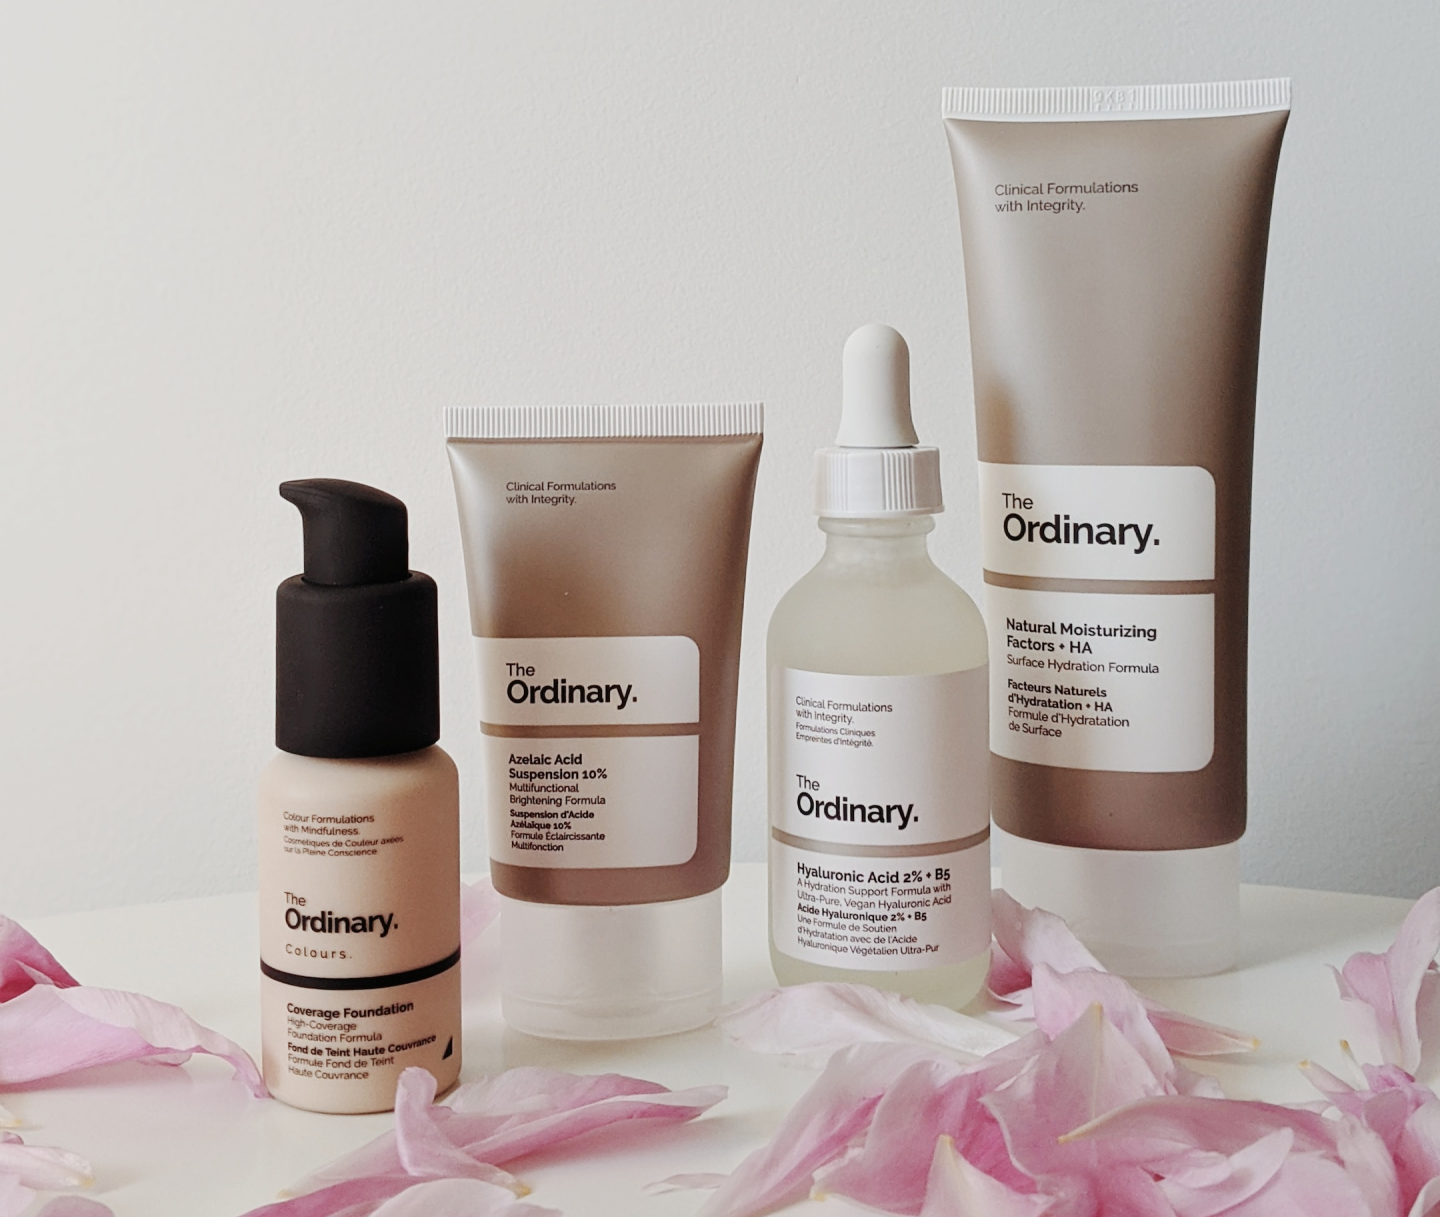 Colour Formulations
with Mindfulness.
Cosmétiques de Couleur axées
sur la Pleine Conscience.
The
Ordinary.
Colours.
Coverage Foundation
High-Coverage
Foundation Formula
Fond de Teint Haute Couvrance
Formule Fond de Teint
Haute Couvrance
Clinical Formulations
with Integrity.
The
Ordinary.
Azelaic Acid
Suspension 10%
Multifunctional
Brightening Formula
Suspension d'Acide
Azélaïque 10%
Formule Éclaircissante
Multifonction
Clinical Formulations
with Integrity.
Formulations Cliniques
Empreintes d'Intégrité.
The
Ordinary.
Hyaluronic Acid 2% + B5
A Hydration Support Formula with
Ultra-Pure, Vegan Hyaluronic Acid
Acide Hyaluronique 2% + B5
Une Formule de Soutien
d'Hydratation avec de l'Acide
Hyaluronique Végétalien Ultra-Pur
9XB1
Clinical Formulations
with Integrity.
The
Ordinary.
Natural Moisturizing
Factors + HA
Surface Hydration Formula
Facteurs Naturels
d'Hydratation + HA
Formule d'Hydratation
de Surface